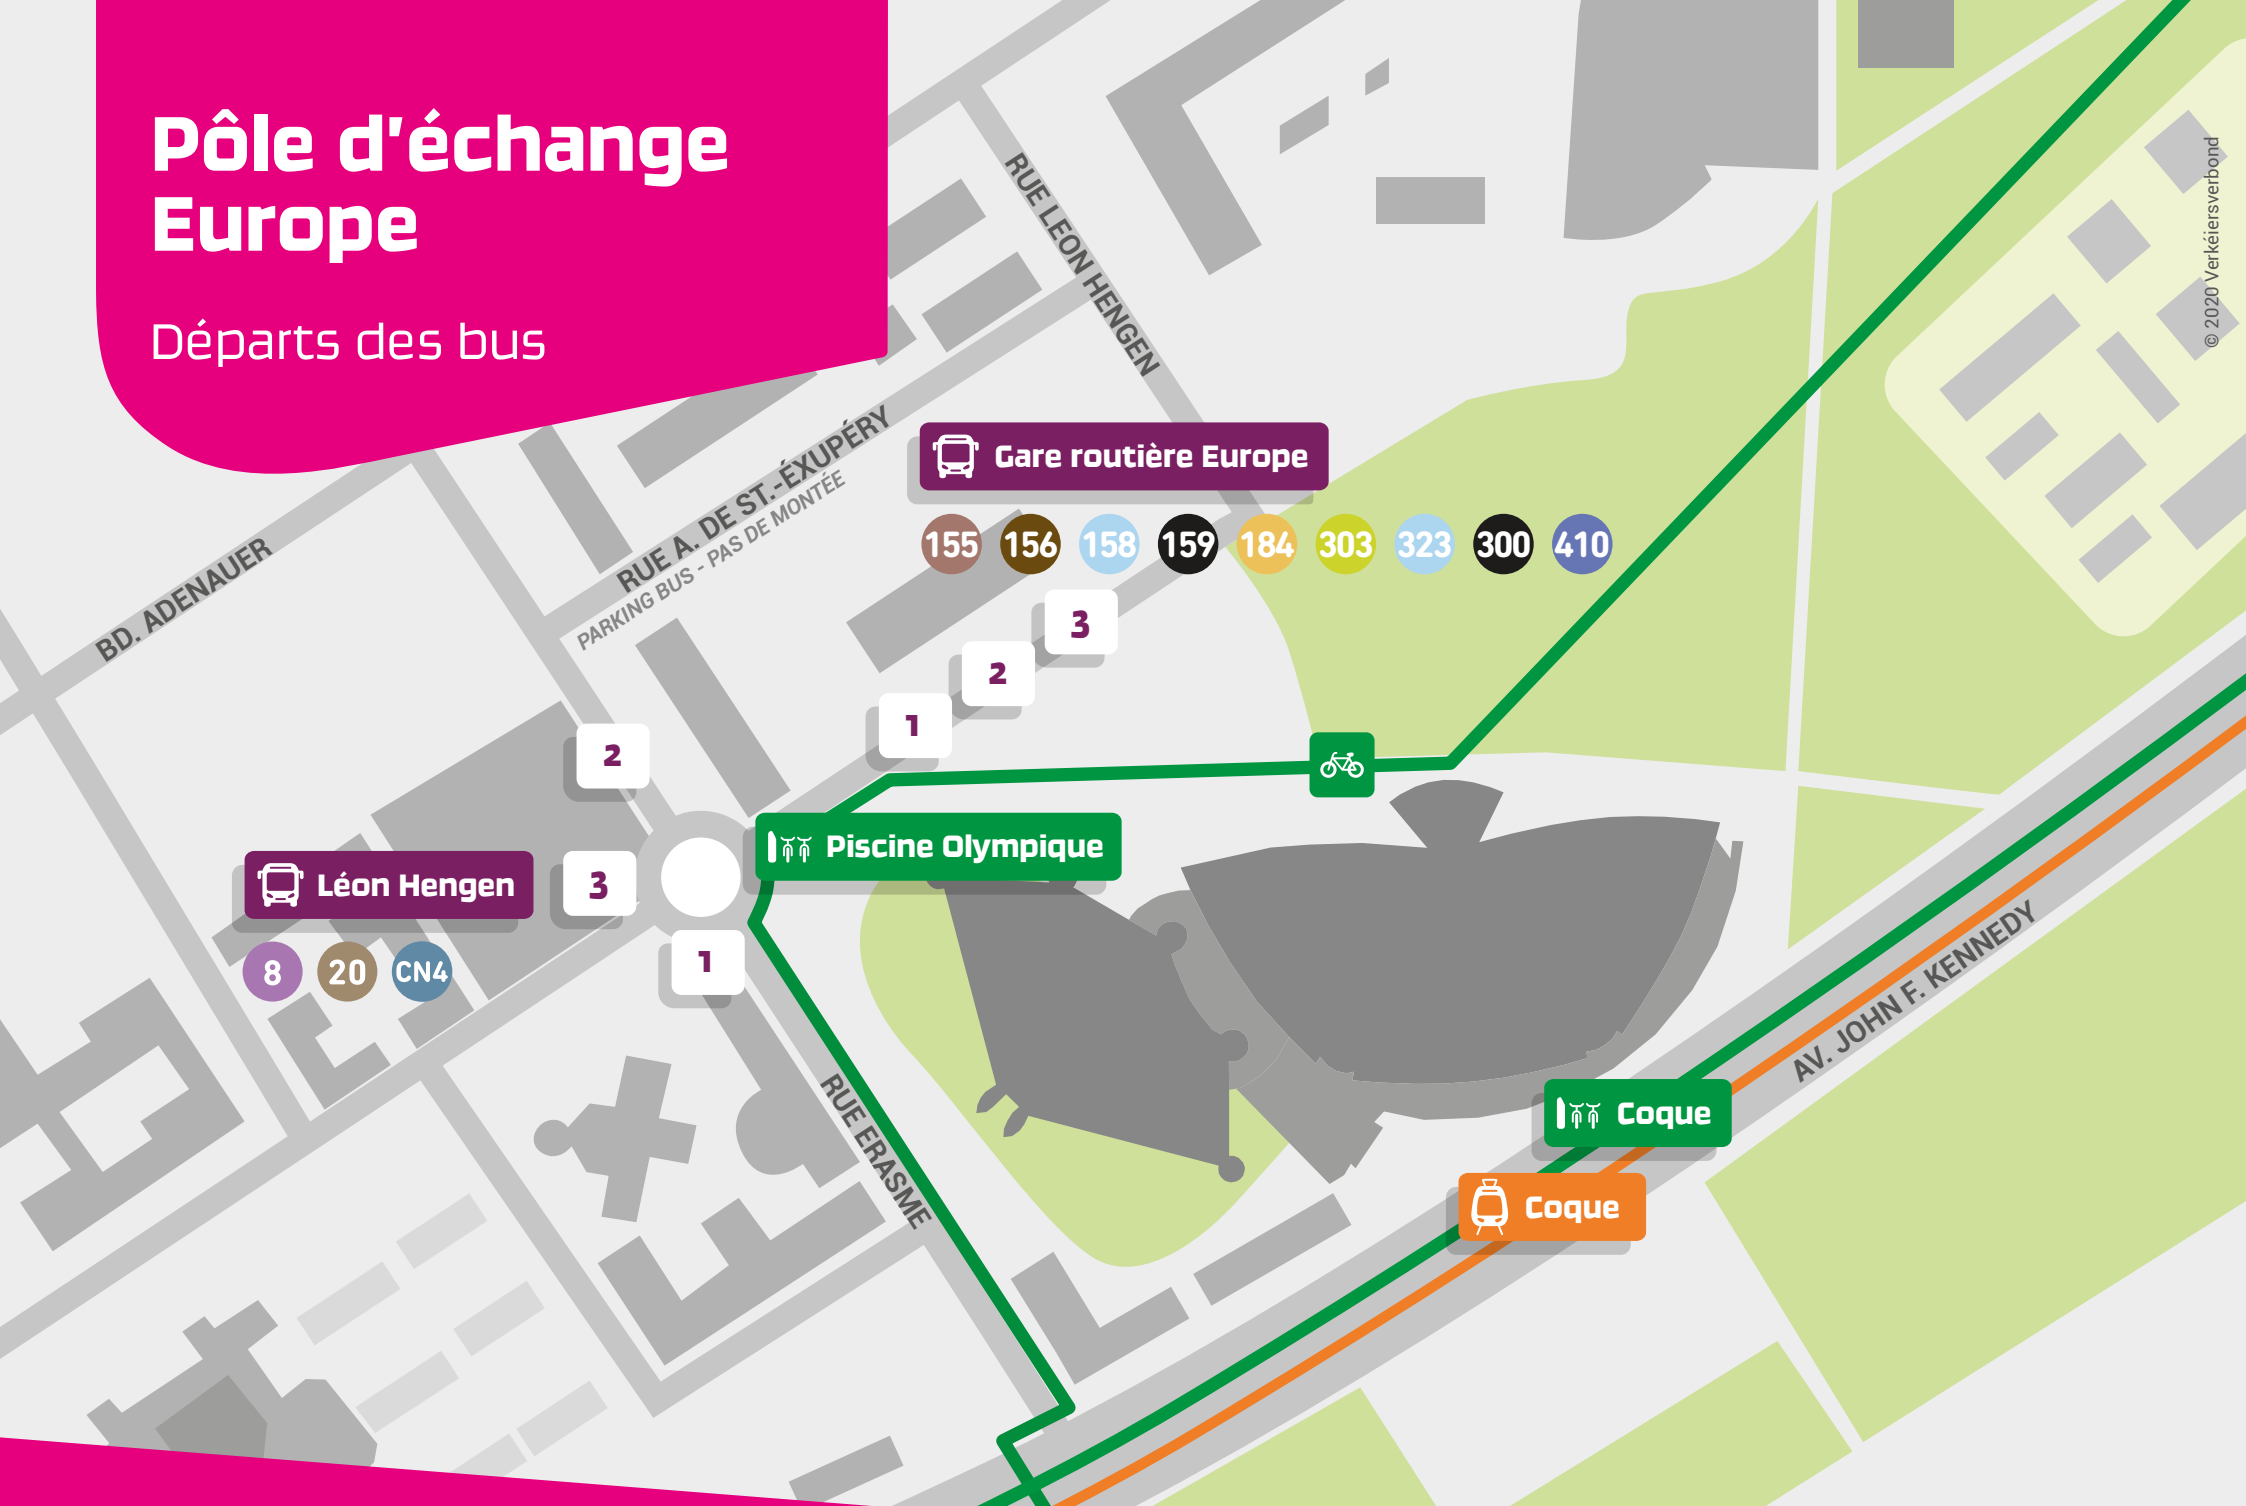 Pôle d'échange
Europe
Départs des bus
RUE LEON HENGEN
© 2020 Verkéiersverbond
RUE A. DE ST.-ÉXUPÉRY
PARKING BUS - PAS DE MONTÉE
BD. ADENAUER
Gare routière Europe
155 156 158 159 184 303 323 300 410
3
2
1
2
Piscine Olympique
Léon Hengen
3
8 20 CN4
1
RUE ERASME
AV. JOHN F. KENNEDY
Coque
Coque